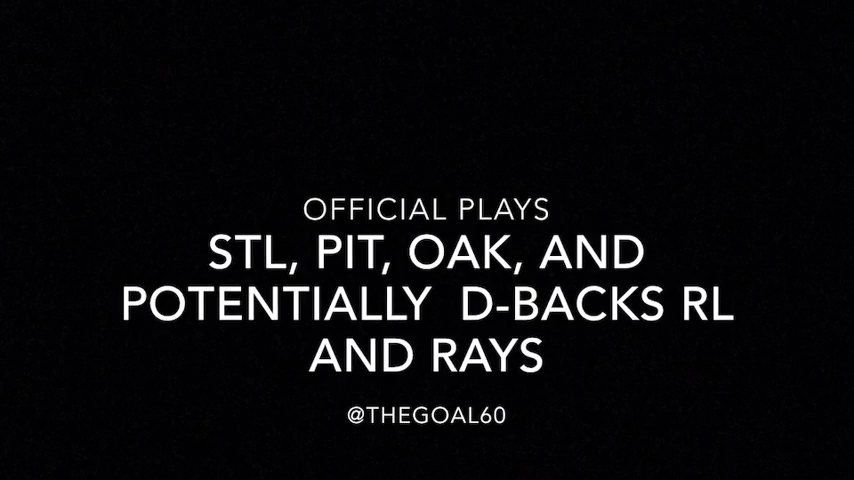 OFFICIAL PLAYS
STL, PIT, OAK, AND
POTENTIALLY D-BACKS RL
AND RAYS
@THEGOAL60